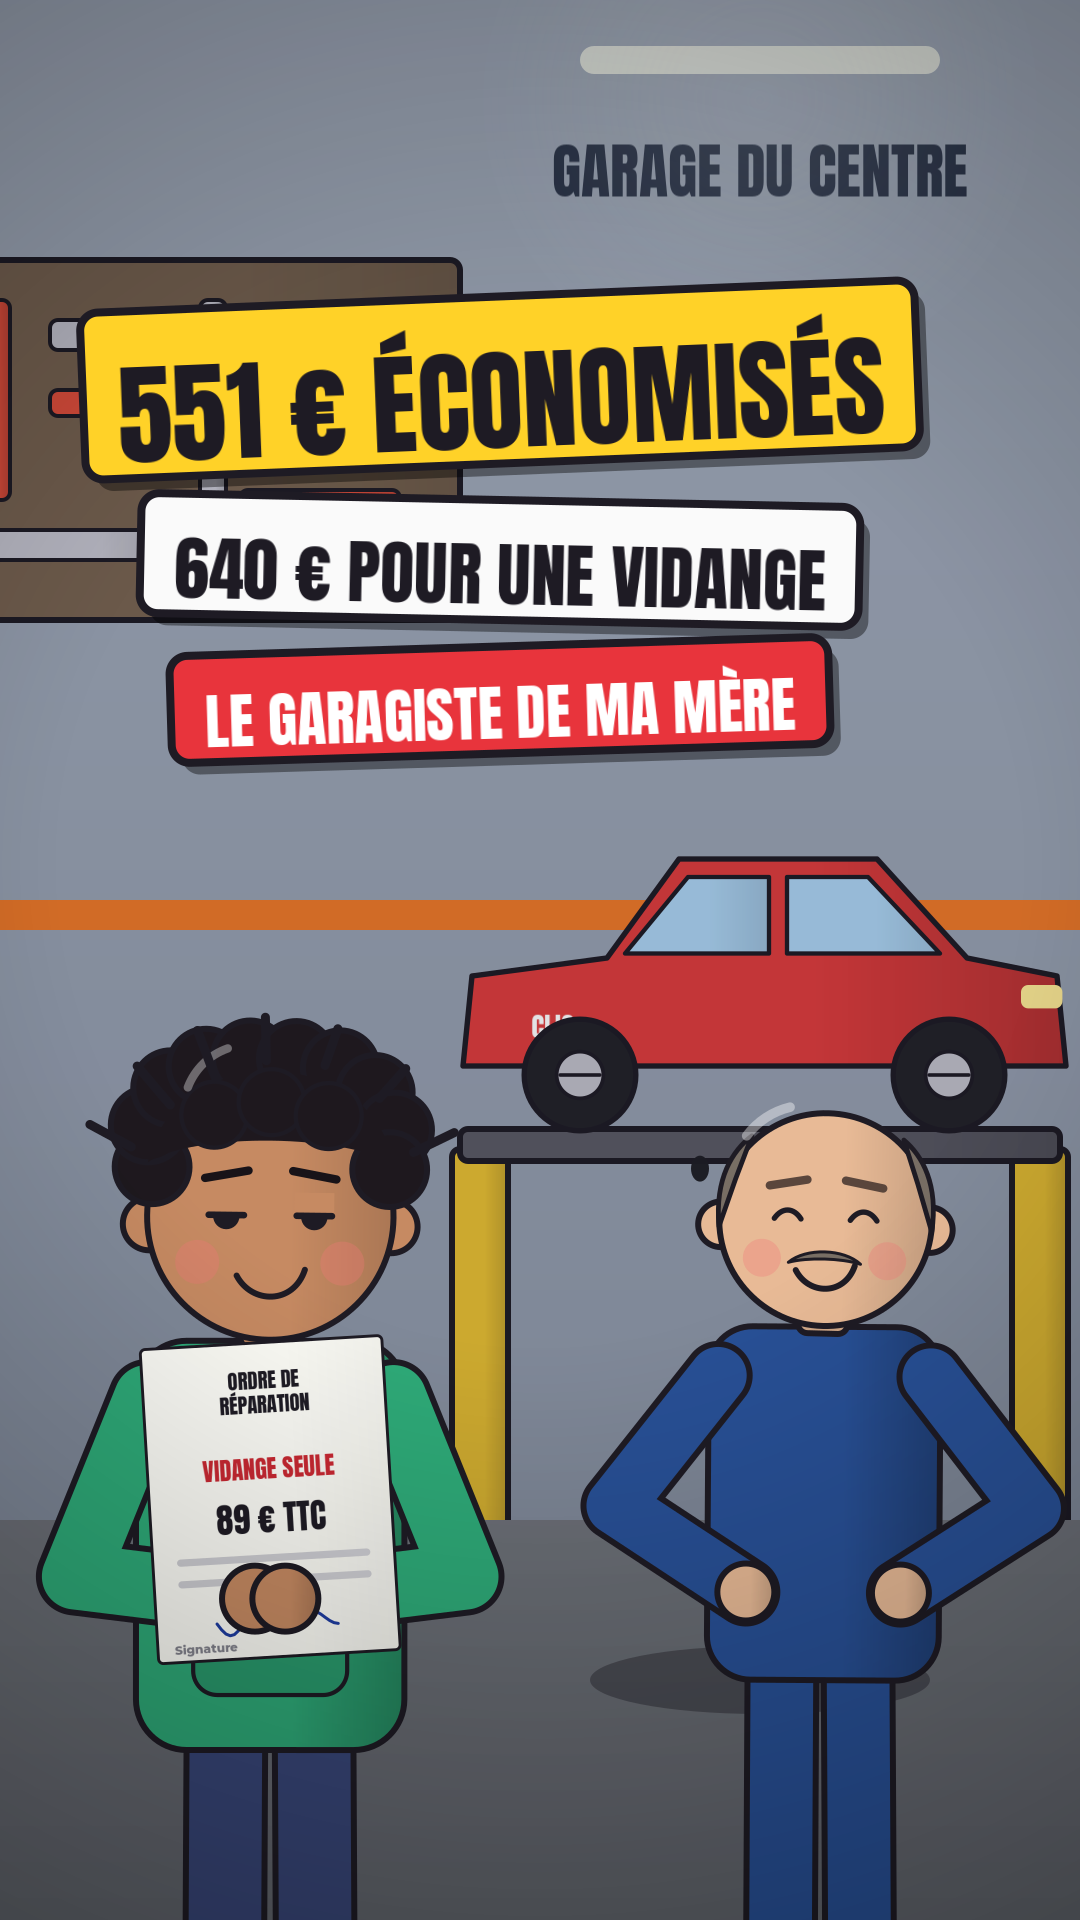 GARAGE DU CENTRE
551 € ÉCONOMISÉS
640 € POUR UNE VIDANGE
LE GARAGISTE DE MA MÈRE
ORDRE DE
RÉPARATION
VIDANGE SEULE
89 € TTC
Signature